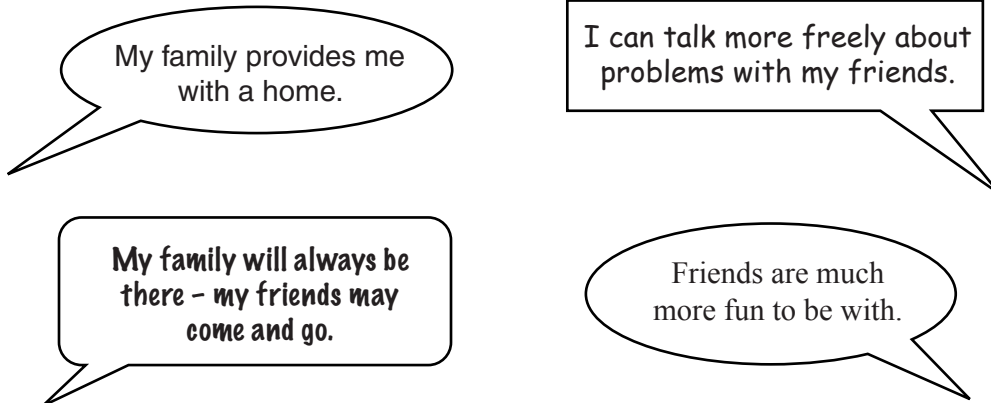 My family provides me
with a home.
I can talk more freely about
problems with my friends.
My family will always be
there – my friends may
come and go.
Friends are much
more fun to be with.